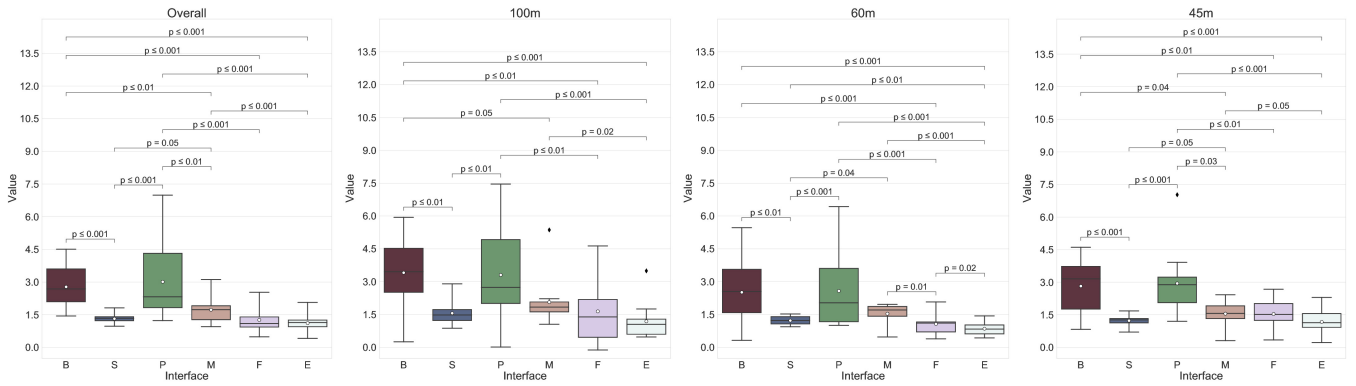 Overall
p ≤ 0.001
p ≤ 0.001
p ≤ 0.001
p ≤ 0.01
p ≤ 0.001
p ≤ 0.001
p = 0.05
p ≤ 0.01
p ≤ 0.001
p ≤ 0.001
Value
13.5
12.0
10.5
9.0
7.5
6.0
4.5
3.0
1.5
0.0
B S P M F E
Interface
100m
p ≤ 0.001
p ≤ 0.01
p ≤ 0.001
p = 0.05
p = 0.02
p ≤ 0.01
p ≤ 0.01
p ≤ 0.01
Value
13.5
12.0
10.5
9.0
7.5
6.0
4.5
3.0
1.5
0.0
B S P M F E
Interface
60m
p ≤ 0.001
p ≤ 0.01
p ≤ 0.001
p ≤ 0.001
p ≤ 0.001
p ≤ 0.001
p = 0.04
p ≤ 0.001
p ≤ 0.01
p = 0.02
p = 0.01
Value
13.5
12.0
10.5
9.0
7.5
6.0
4.5
3.0
1.5
0.0
B S P M F E
Interface
45m
p ≤ 0.001
p ≤ 0.01
p ≤ 0.001
p = 0.04
p = 0.05
p ≤ 0.01
p = 0.05
p = 0.03
p ≤ 0.001
p ≤ 0.001
Value
13.5
12.0
10.5
9.0
7.5
6.0
4.5
3.0
1.5
0.0
B S P M F E
Interface